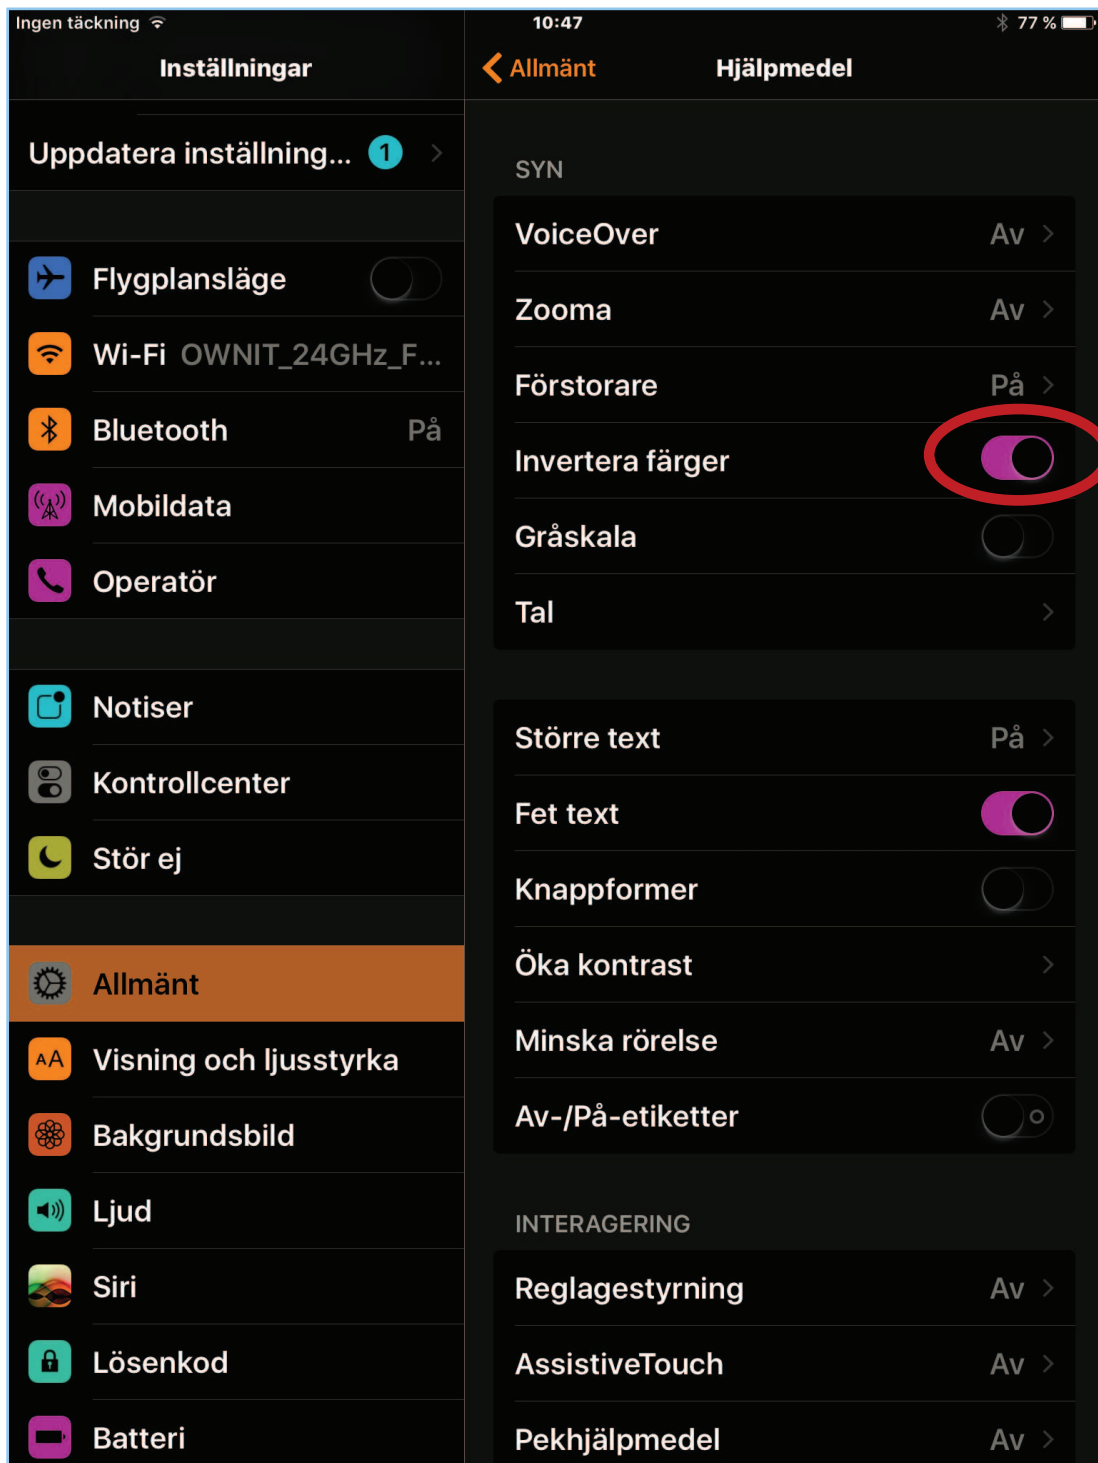 Ingen täckning
10:47
77 %
Inställningar
Allmänt
Hjälpmedel
Uppdatera inställning... 1
Flygplansläge
Wi-Fi OWNIT_24GHz_F...
Bluetooth På
Mobildata
Operatör
Notiser
Kontrollcenter
Stör ej
Allmänt
AA Visning och ljusstyrka
Bakgrundsbild
Ljud
Siri
Lösenkod
Batteri
SYN
VoiceOver Av
Zooma Av
Förstorare På
Invertera färger
Gråskala
Tal
Större text På
Fet text
Knappformer
Öka kontrast
Minska rörelse Av
Av-/På-etiketter
INTERAGERING
Reglagestyrning Av
AssistiveTouch Av
Pekhjälpmedel Av